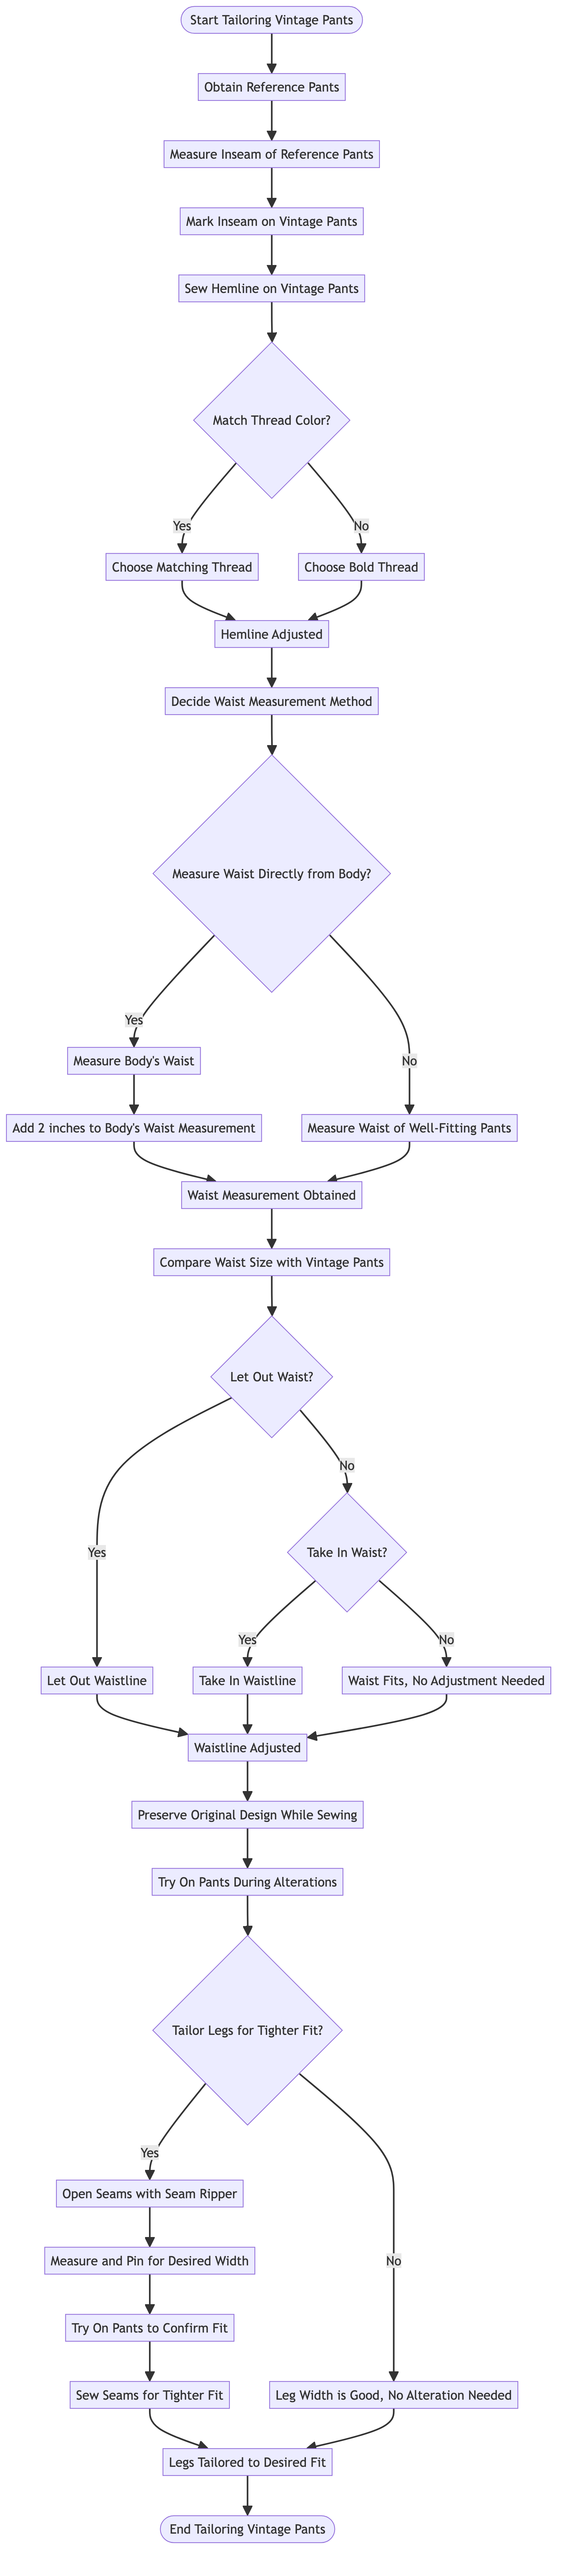 Start Tailoring Vintage Pants
Obtain Reference Pants
Measure Inseam of Reference Pants
Mark Inseam on Vintage Pants
Sew Hemline on Vintage Pants
Match Thread Color?
Yes
No
Choose Matching Thread
Choose Bold Thread
Hemline Adjusted
Decide Waist Measurement Method
Measure Waist Directly from Body?
Yes
Measure Body's Waist
No
Add 2 inches to Body's Waist Measurement
Measure Waist of Well-Fitting Pants
Waist Measurement Obtained
Compare Waist Size with Vintage Pants
Let Out Waist?
No
Yes
Take In Waist?
Yes
No
Let Out Waistline
Take In Waistline
Waist Fits, No Adjustment Needed
Waistline Adjusted
Preserve Original Design While Sewing
Try On Pants During Alterations
Tailor Legs for Tighter Fit?
Yes
Open Seams with Seam Ripper
Measure and Pin for Desired Width
No
Try On Pants to Confirm Fit
Sew Seams for Tighter Fit
Leg Width is Good, No Alteration Needed
Legs Tailored to Desired Fit
End Tailoring Vintage Pants